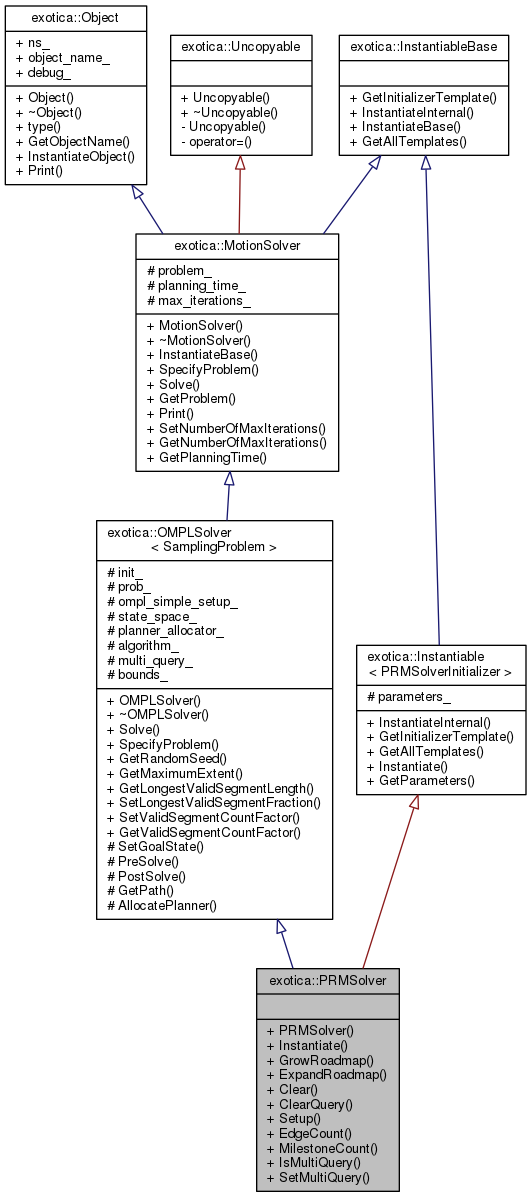 exotica::Object
+ ns_
+ object_name_
+ debug_
+ Object()
+ ~Object()
+ type()
+ GetObjectName()
+ InstantiateObject()
+ Print()
exotica::Uncopyable
+ Uncopyable()
+ ~Uncopyable()
- Uncopyable()
- operator=()
exotica::InstantiableBase
+ GetInitializerTemplate()
+ InstantiateInternal()
+ InstantiateBase()
+ GetAllTemplates()
exotica::MotionSolver
# problem_
# planning_time_
# max_iterations_
+ MotionSolver()
+ ~MotionSolver()
+ InstantiateBase()
+ SpecifyProblem()
+ Solve()
+ GetProblem()
+ Print()
+ SetNumberOfMaxIterations()
+ GetNumberOfMaxIterations()
+ GetPlanningTime()
exotica::OMPLSolver
< SamplingProblem >
# init_
# prob_
# ompl_simple_setup_
# state_space_
# planner_allocator_
# algorithm_
# multi_query_
# bounds_
+ OMPLSolver()
+ ~OMPLSolver()
+ Solve()
+ SpecifyProblem()
+ GetRandomSeed()
+ GetMaximumExtent()
+ GetLongestValidSegmentLength()
+ SetLongestValidSegmentFraction()
+ SetValidSegmentCountFactor()
+ GetValidSegmentCountFactor()
# SetGoalState()
# PreSolve()
# PostSolve()
# GetPath()
# AllocatePlanner()
exotica::Instantiable
< PRMSolverInitializer >
# parameters_
+ InstantiateInternal()
+ GetInitializerTemplate()
+ GetAllTemplates()
+ Instantiate()
+ GetParameters()
exotica::PRMSolver
+ PRMSolver()
+ Instantiate()
+ GrowRoadmap()
+ ExpandRoadmap()
+ Clear()
+ ClearQuery()
+ Setup()
+ EdgeCount()
+ MilestoneCount()
+ IsMultiQuery()
+ SetMultiQuery()